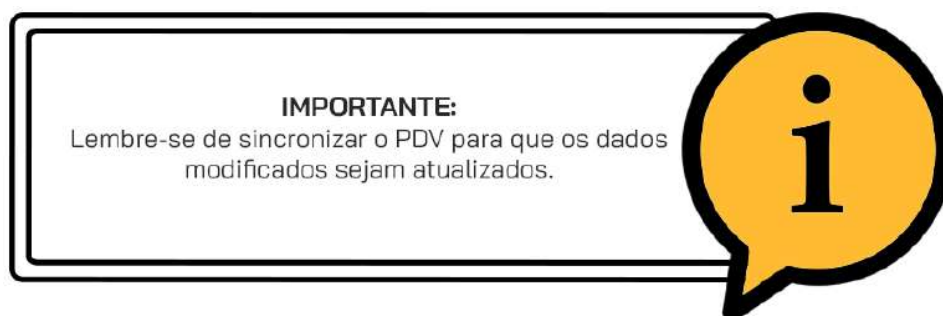 IMPORTANTE:
Lembre-se de sincronizar o PDV para que os dados
modificados sejam atualizados.
i